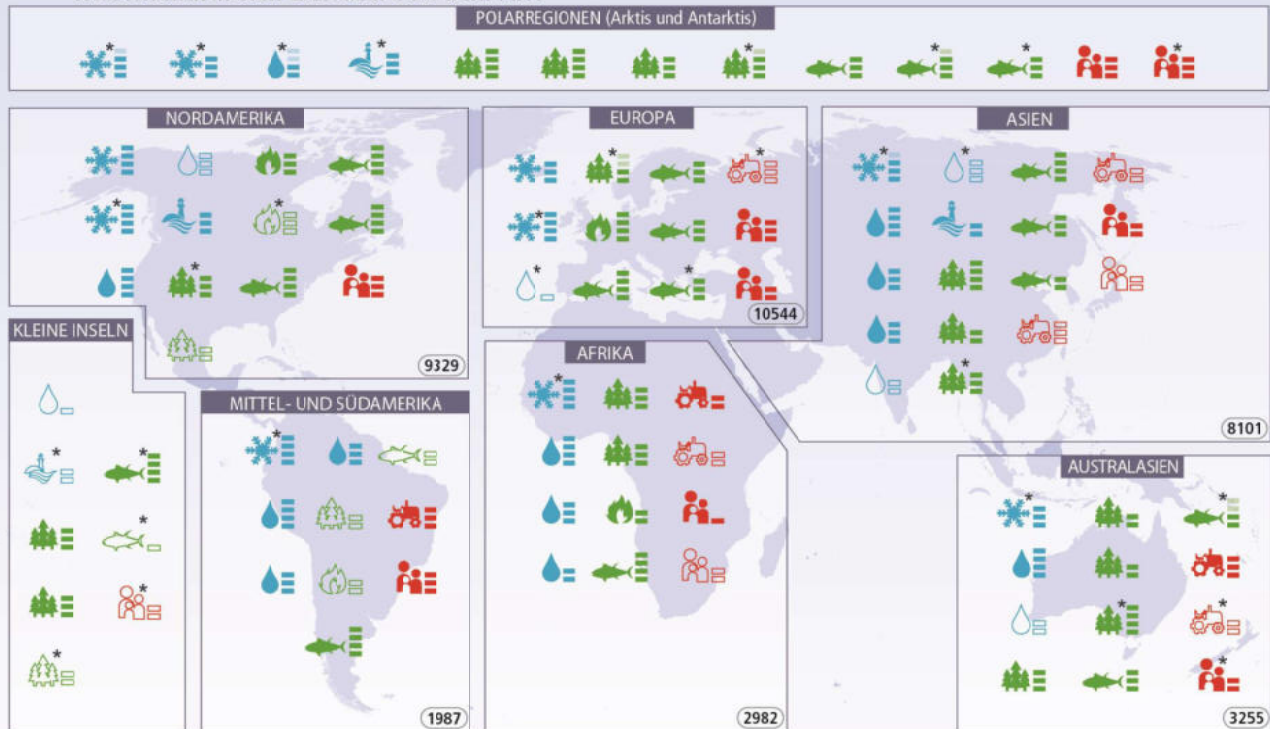 POLARREGIONEN (Arktis und Antarktis)
NORDAMERIKA
9329
EUROPA
10544
ASIEN
8101
KLEINE INSELN
MITTEL- UND SÜDAMERIKA
1987
AFRIKA
2982
AUSTRALASIEN
3255